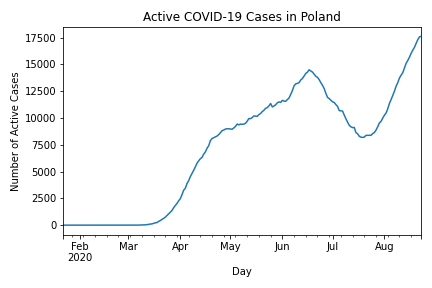 Active COVID-19 Cases in Poland
Number of Active Cases
17500
15000
12500
10000
7500
5000
2500
0
Feb
2020
Mar
Apr
May
Jun
Jul
Aug
Day